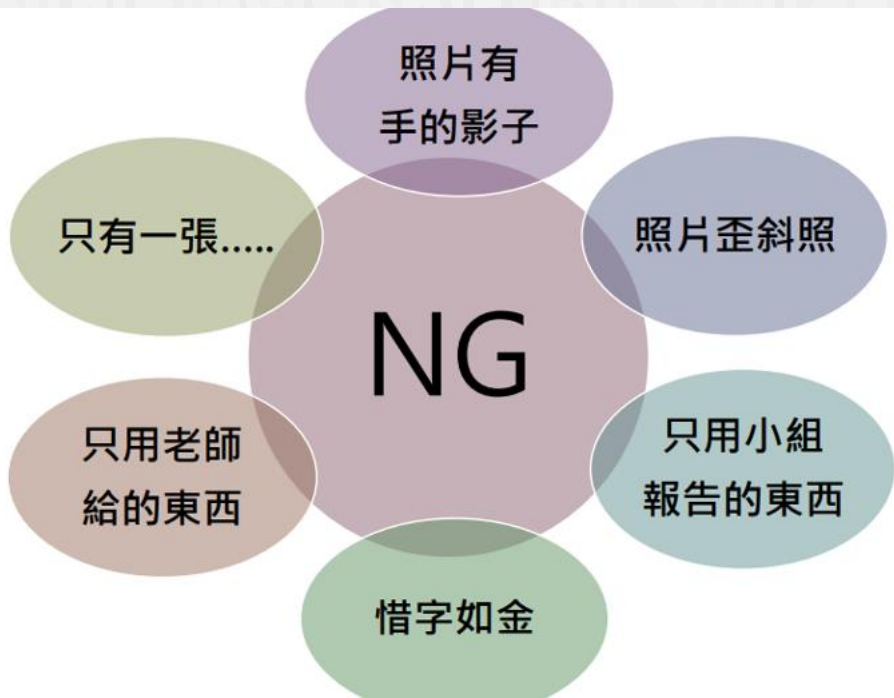 照片有
手的影子
只有一張.....
照片歪斜照
NG
只用老師
給的東西
只用小組
報告的東西
惜字如金